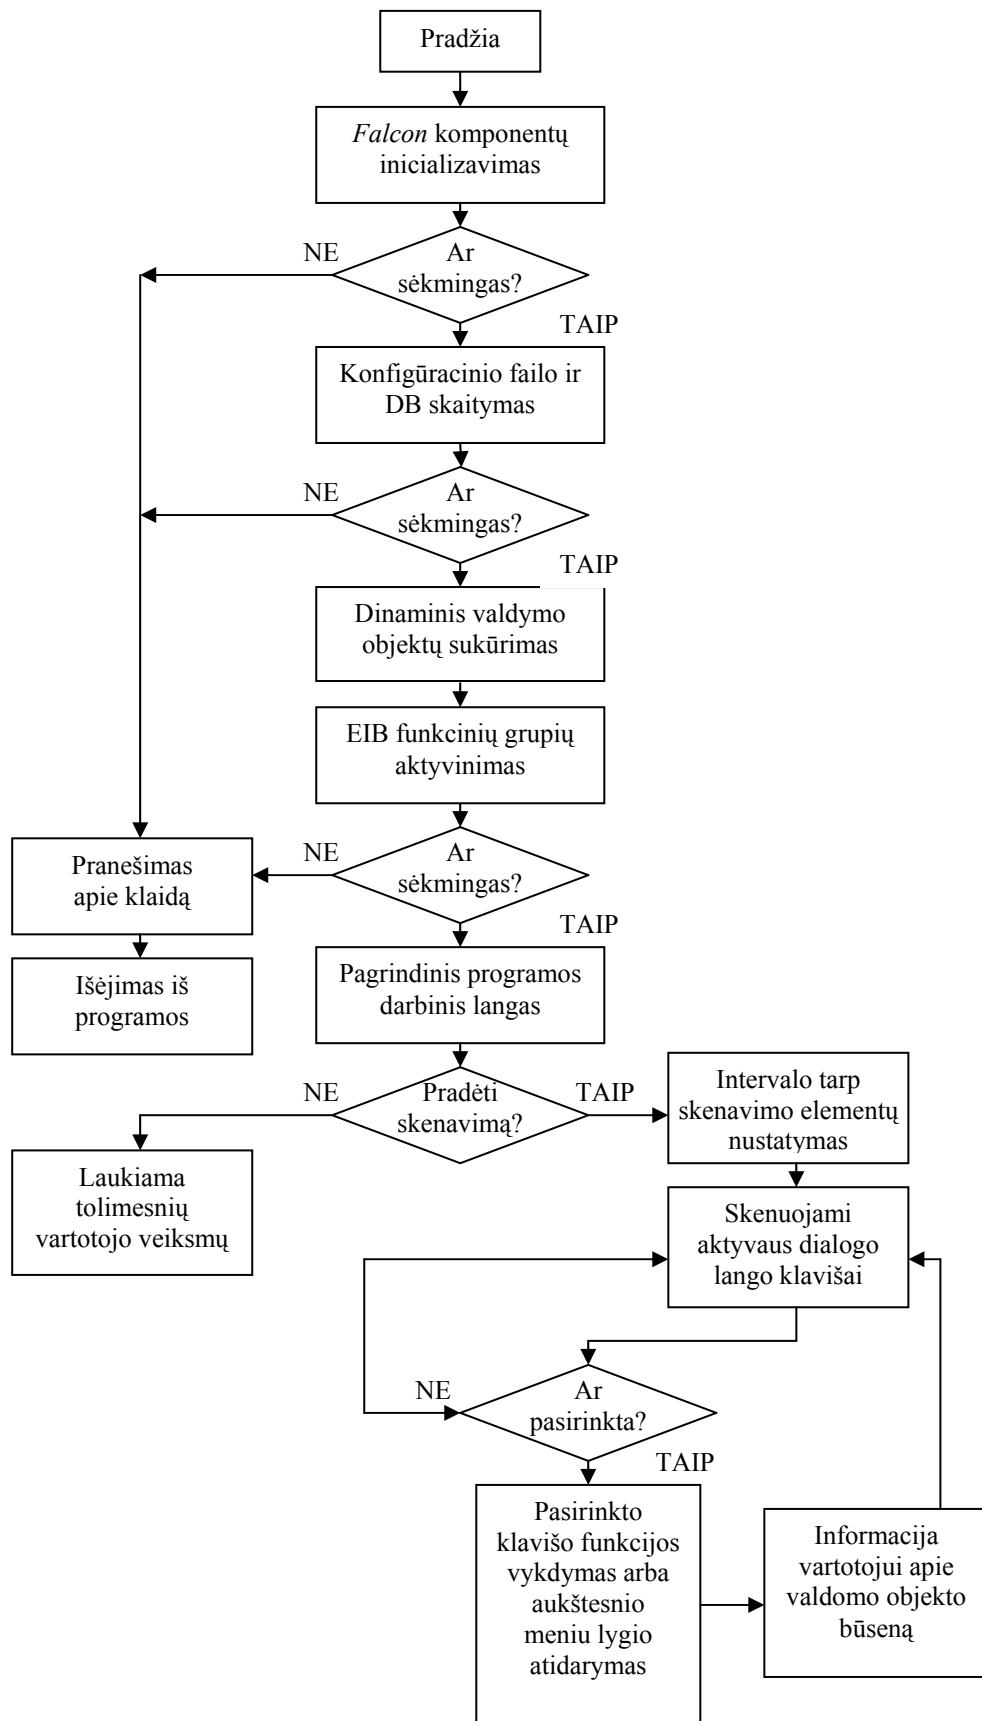 Pradžia
Falcon komponentų
inicializavimas
NE
Ar
sėkmingas?
TAIP
Konfigūracinio failo ir
DB skaitymas
NE
Ar
sėkmingas?
TAIP
Dinaminis valdymo
objektų sukūrimas
EIB funkcinių grupių
aktyvinimas
Pranešimas
apie klaidą
NE
Ar
sėkmingas?
TAIP
Išėjimas iš
programos
Pagrindinis programos
darbinis langas
NE
Pradėti
skenavimą?
TAIP
Intervalo tarp
skenavimo elementų
nustatymas
Laukiama
tolimesnių
vartotojo veiksmų
Skenuojami
aktyvaus dialogo
lango klavišai
NE
Ar
pasirinkta?
TAIP
Pasirinkto
klavišo funkcijos
vykdymas arba
aukštesnio
meniu lygio
atidarymas
Informacija
vartotojui apie
valdomo objekto
būseną